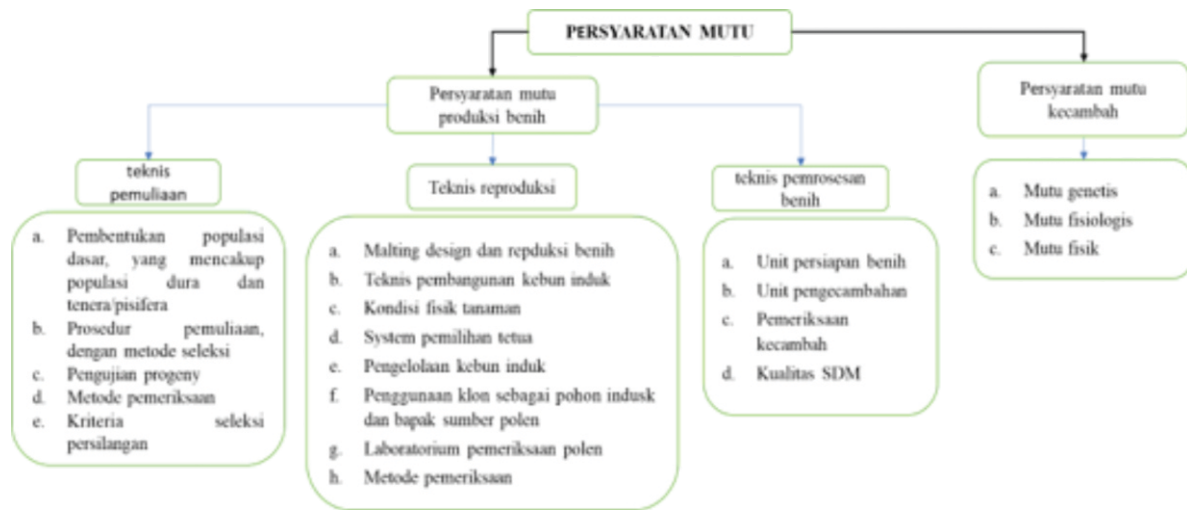 PERSYARATAN MUTU
Persyaratan mutu
produksi benih
Persyaratan mutu
kecambah
teknis
pemuliaan
Teknis reproduksi
teknis pemrosesan
benih
a. Pembentukan populasi
dasar, yang mencakup
populasi dura dan
tenera/pisifera
b. Prosedur pemuliaan,
dengan metode seleksi
c. Pengujian progeny
d. Metode pemeriksaan
e. Kriteria seleksi
persilangan
a. Malting design dan repduksi benih
b. Teknis pembangunan kebun induk
c. Kondisi fisik tanaman
d. System pemilihan tetua
e. Pengelolaan kebun induk
f. Penggunaan klon sebagai pohon indusk
dan bapak sumber polen
g. Laboratorium pemeriksaan polen
h. Metode pemeriksaan
a. Unit persiapan benih
b. Unit pengecambahan
c. Pemeriksaan
kecambah
d. Kualitas SDM
a. Mutu genetis
b. Mutu fisiologis
c. Mutu fisik